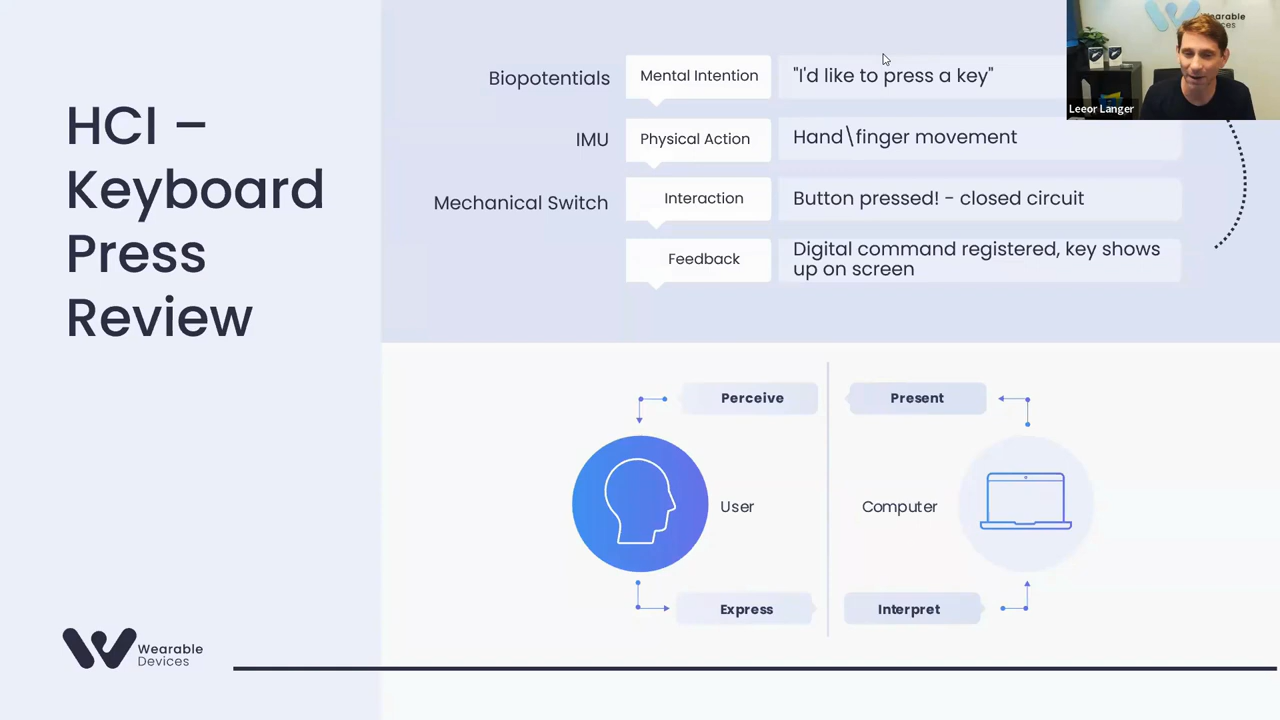 HCI –
Keyboard
Press
Review
Biopotentials
Mental Intention
"I'd like to press a key"
IMU
Physical Action
Hand\finger movement
Mechanical Switch
Interaction
Button pressed! - closed circuit
Feedback
Digital command registered, key shows
up on screen
Wearable
Devices
Leeor Langer
Perceive
Present
User
Computer
Express
Interpret
Wearable
Devices